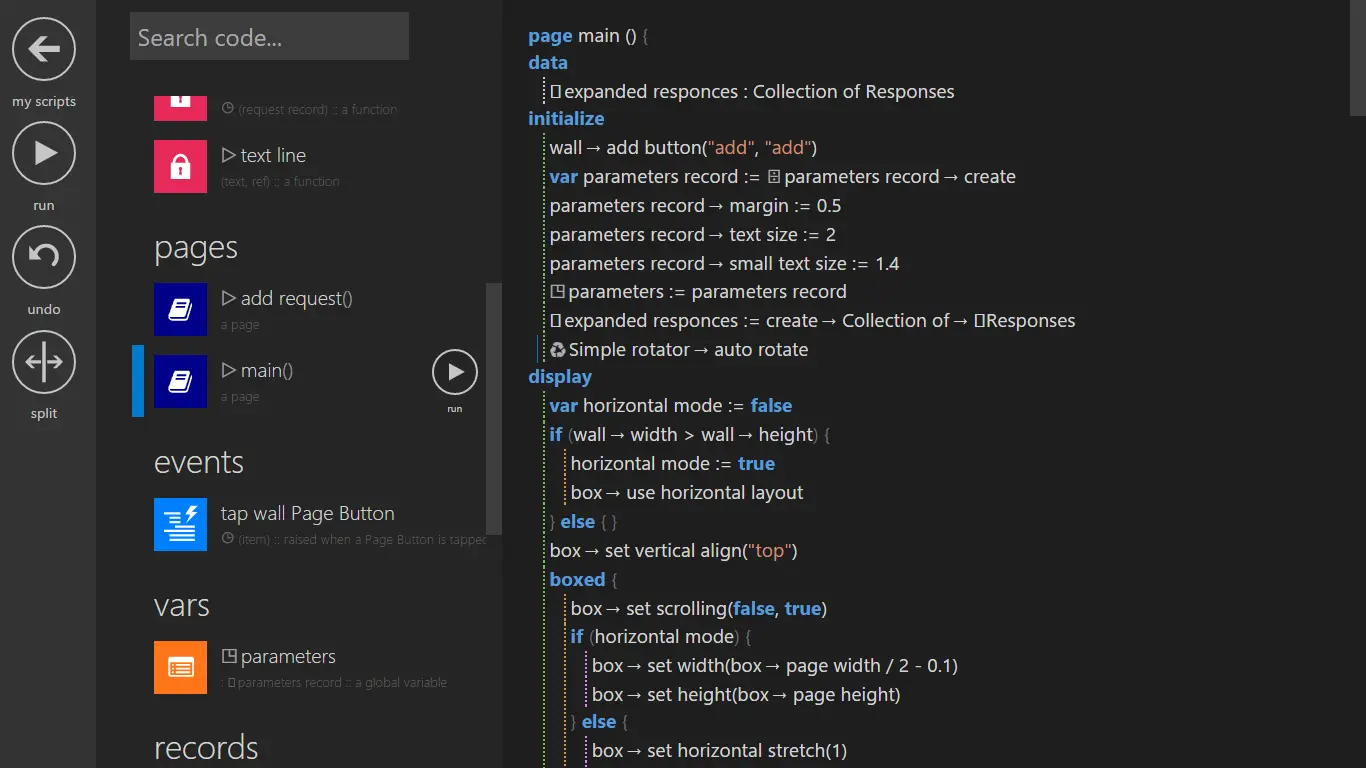 my scripts
run
undo
split
Search code...
(request record) :: a function
text line
(text, ref) :: a function
pages
add request()
a page
main()
a page
run
events
tap wall Page Button
(item) :: raised when a Page Button is tapped
vars
parameters
: parameters record :: a global variable
records
page main () {
data
expanded responces : Collection of Responses
initialize
wall → add button("add", "add")
var parameters record := parameters record → create
parameters record → margin := 0.5
parameters record → text size := 2
parameters record → small text size := 1.4
parameters := parameters record
expanded responces := create → Collection of → Responses
Simple rotator → auto rotate
display
var horizontal mode := false
if (wall → width > wall → height) {
horizontal mode := true
box → use horizontal layout
} else { }
box → set vertical align("top")
boxed {
box → set scrolling(false, true)
if (horizontal mode) {
box → set width(box → page width / 2 - 0.1)
box → set height(box → page height)
} else {
box → set horizontal stretch(1)